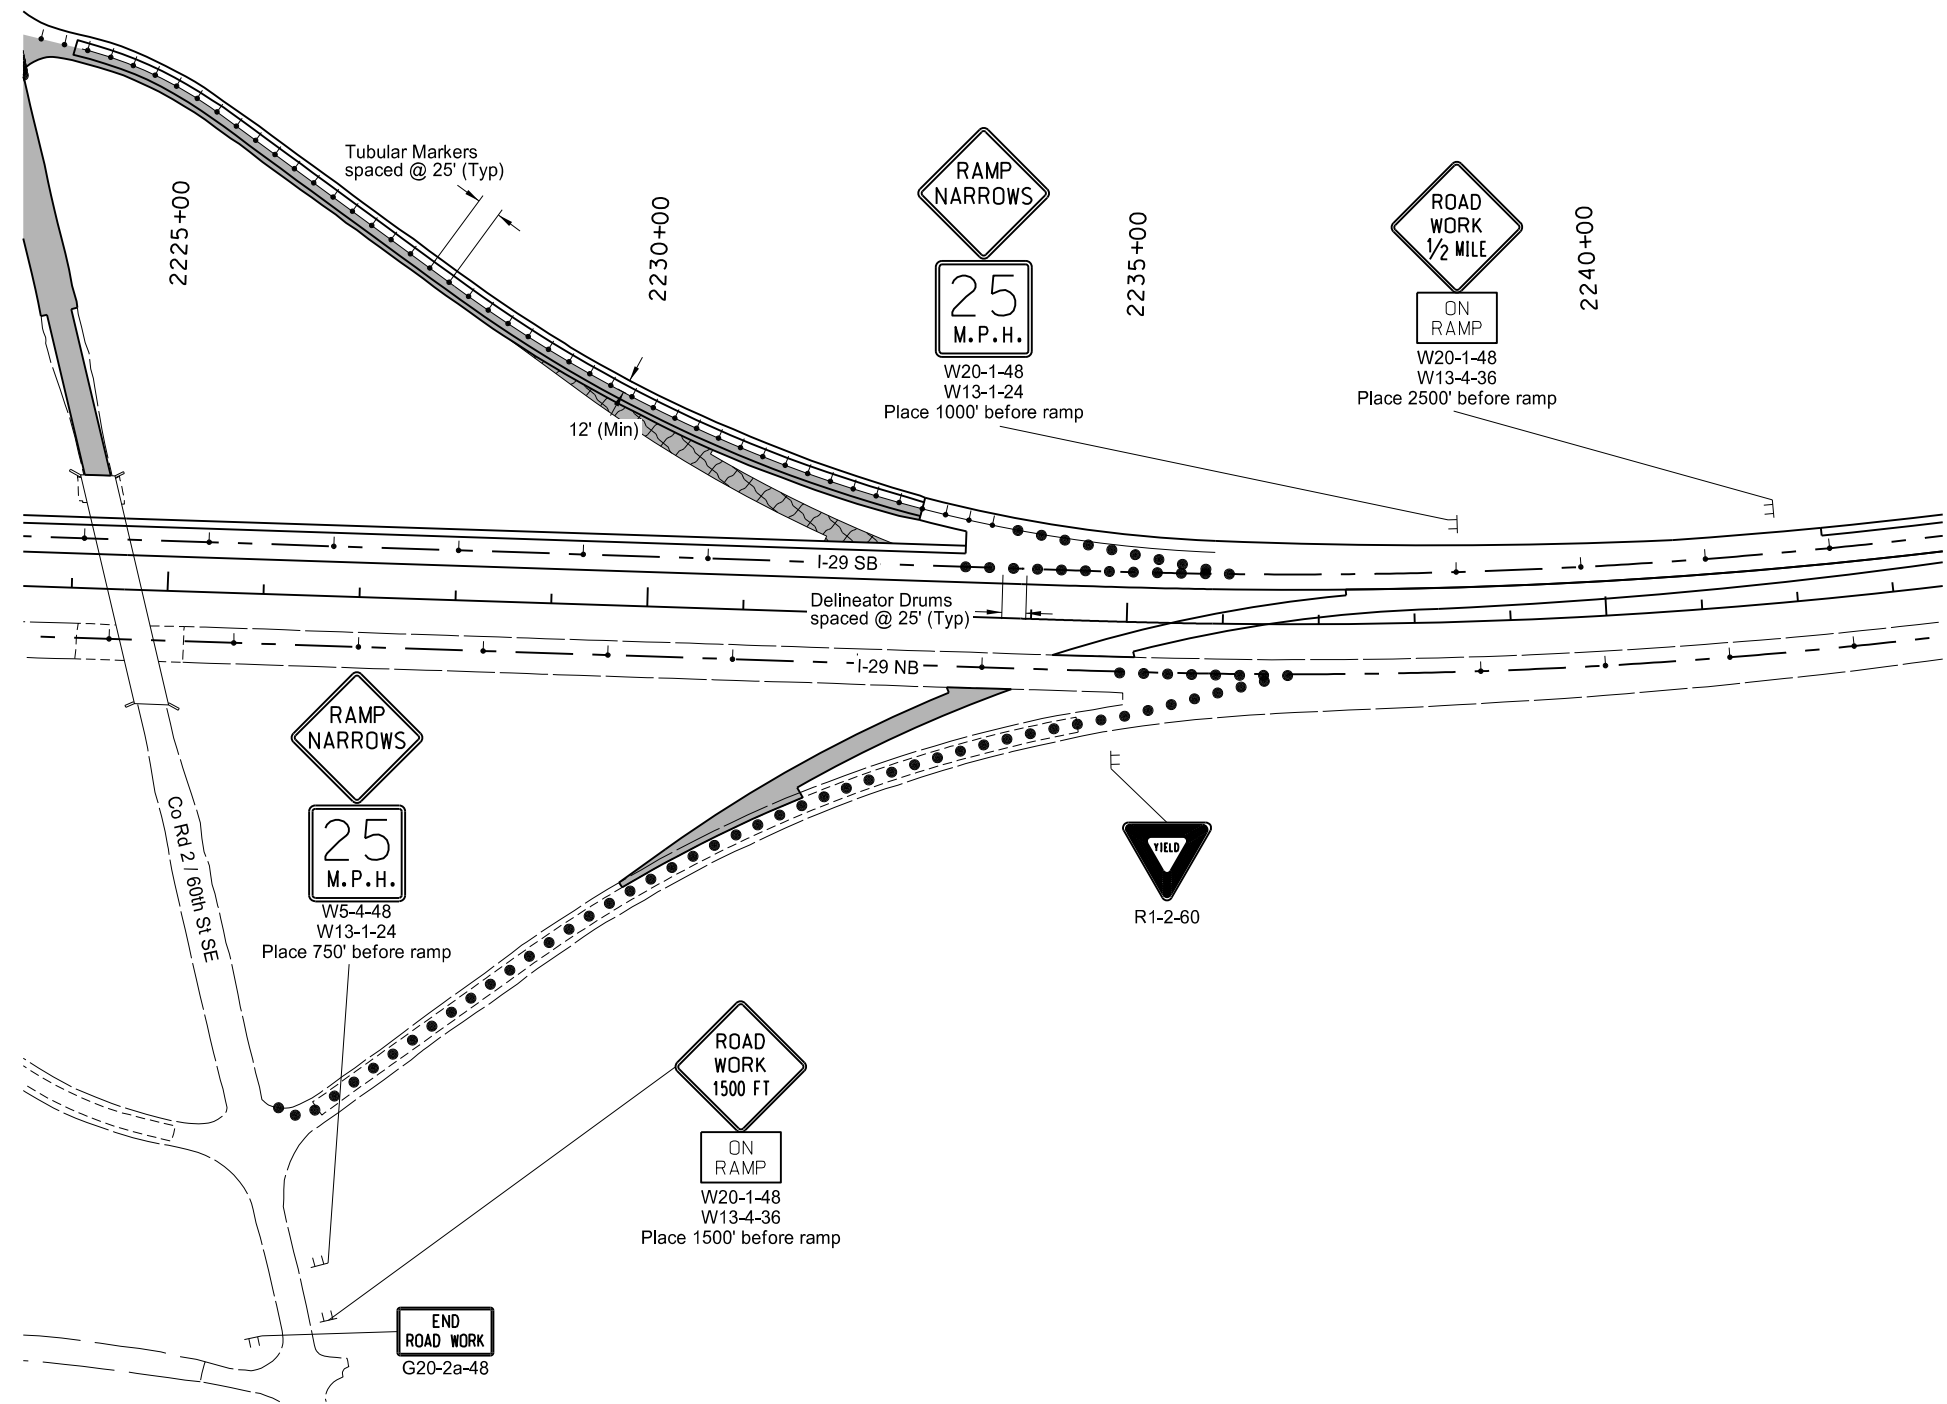 Tubular Markers
spaced @ 25' (Typ)
2225+00
2230+00
2235+00
2240+00
RAMP
NARROWS
25
M.P.H.
W20-1-48
W13-1-24
Place 1000' before ramp
ROAD
WORK
1/2 MILE
ON
RAMP
W20-1-48
W13-4-36
Place 2500' before ramp
12' (Min)
I-29 SB
Delineator Drums
spaced @ 25' (Typ)
I-29 NB
RAMP
NARROWS
25
M.P.H.
W5-4-48
W13-1-24
Place 750' before ramp
Co Rd 2 / 60th St SE
YIELD
R1-2-60
ROAD
WORK
1500 FT
ON
RAMP
W20-1-48
W13-4-36
Place 1500' before ramp
END
ROAD WORK
G20-2a-48